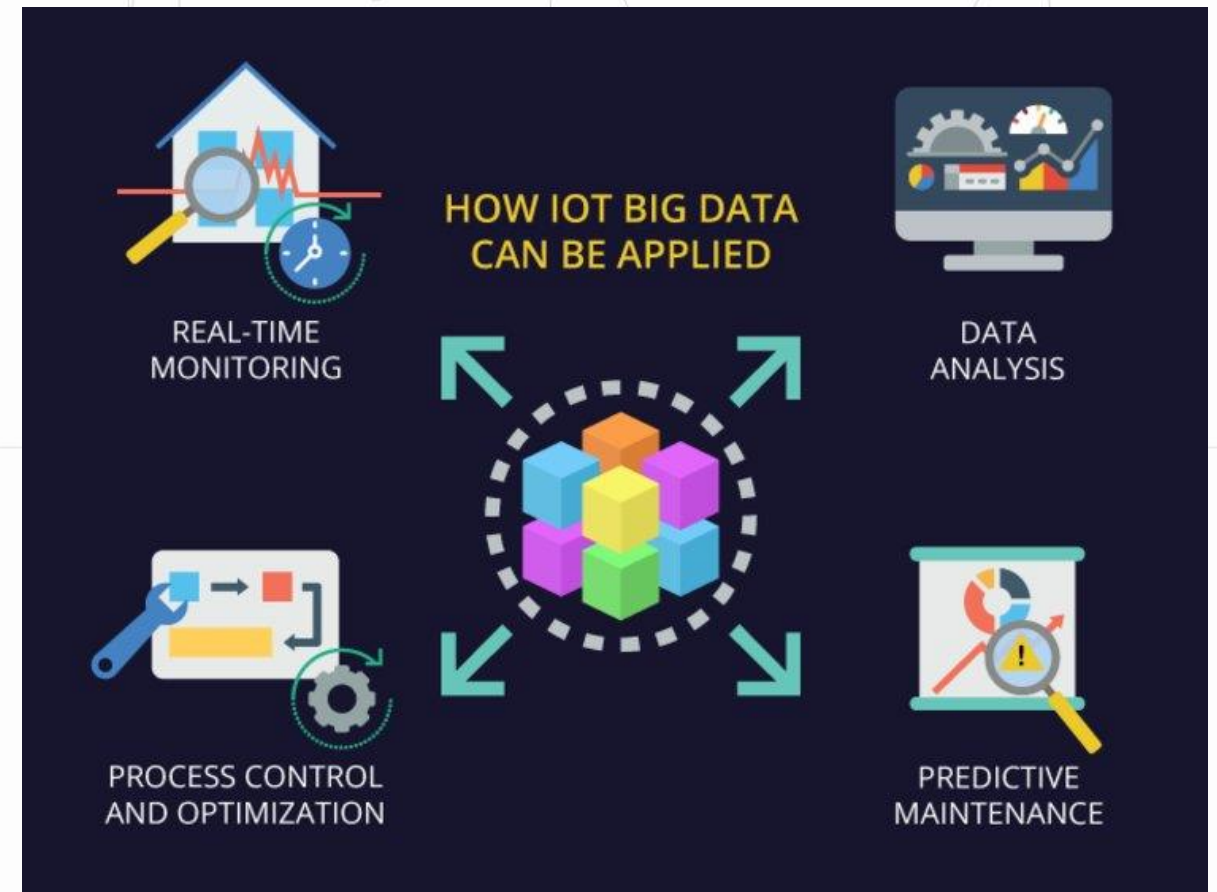 HOW IOT BIG DATA
CAN BE APPLIED
REAL-TIME
MONITORING
DATA
ANALYSIS
PROCESS CONTROL
AND OPTIMIZATION
PREDICTIVE
MAINTENANCE